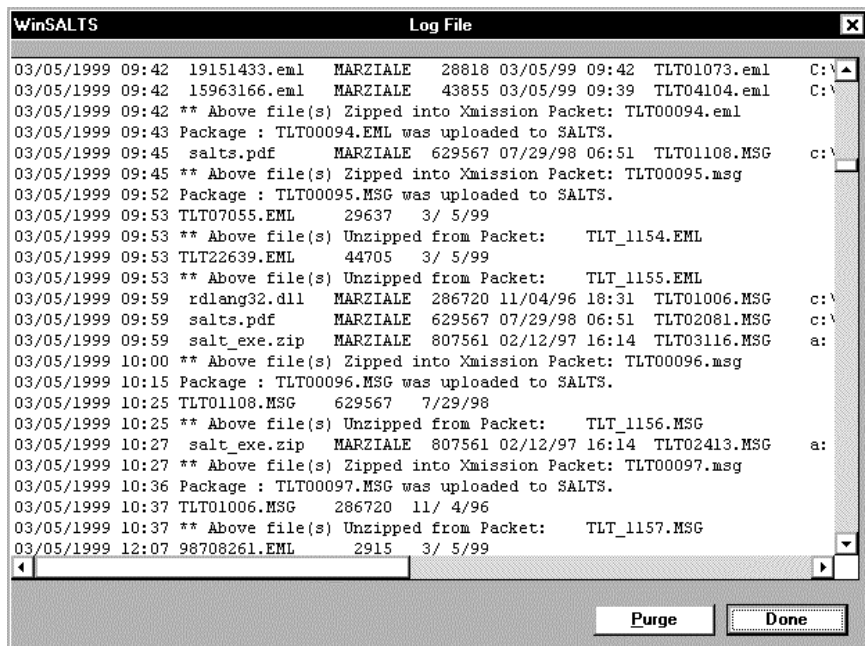 WinSALTS Log File
03/05/1999 09:42 19151433.eml MARZIALE 28818 03/05/99 09:42 TLT01073.eml C:\
03/05/1999 09:42 15963166.eml MARZIALE 43855 03/05/99 09:39 TLT04104.eml C:\
03/05/1999 09:42 ** Above file(s) Zipped into Xmission Packet: TLT00094.eml
03/05/1999 09:43 Package : TLT00094.EML was uploaded to SALTS.
03/05/1999 09:45 salts.pdf MARZIALE 629567 07/29/98 06:51 TLT01108.MSG c:\
03/05/1999 09:45 ** Above file(s) Zipped into Xmission Packet: TLT00095.msg
03/05/1999 09:52 Package : TLT00095.MSG was uploaded to SALTS.
03/05/1999 09:53 TLT07055.EML 29637 3/ 5/99
03/05/1999 09:53 ** Above file(s) Unzipped from Packet: TLT_1154.EML
03/05/1999 09:53 TLT22639.EML 44705 3/ 5/99
03/05/1999 09:53 ** Above file(s) Unzipped from Packet: TLT_1155.EML
03/05/1999 09:59 rdlang32.dll MARZIALE 286720 11/04/96 18:31 TLT01006.MSG c:\
03/05/1999 09:59 salts.pdf MARZIALE 629567 07/29/98 06:51 TLT02081.MSG c:\
03/05/1999 09:59 salt_exe.zip MARZIALE 807561 02/12/97 16:14 TLT03116.MSG a:
03/05/1999 10:00 ** Above file(s) Zipped into Xmission Packet: TLT00096.msg
03/05/1999 10:15 Package : TLT00096.MSG was uploaded to SALTS.
03/05/1999 10:25 TLT01108.MSG 629567 7/29/98
03/05/1999 10:25 ** Above file(s) Unzipped from Packet: TLT_1156.MSG
03/05/1999 10:27 salt_exe.zip MARZIALE 807561 02/12/97 16:14 TLT02413.MSG a:
03/05/1999 10:27 ** Above file(s) Zipped into Xmission Packet: TLT00097.msg
03/05/1999 10:36 Package : TLT00097.MSG was uploaded to SALTS.
03/05/1999 10:37 TLT01006.MSG 286720 11/ 4/96
03/05/1999 10:37 ** Above file(s) Unzipped from Packet: TLT_1157.MSG
03/05/1999 12:07 98708261.EML 2915 3/ 5/99
Purge Done